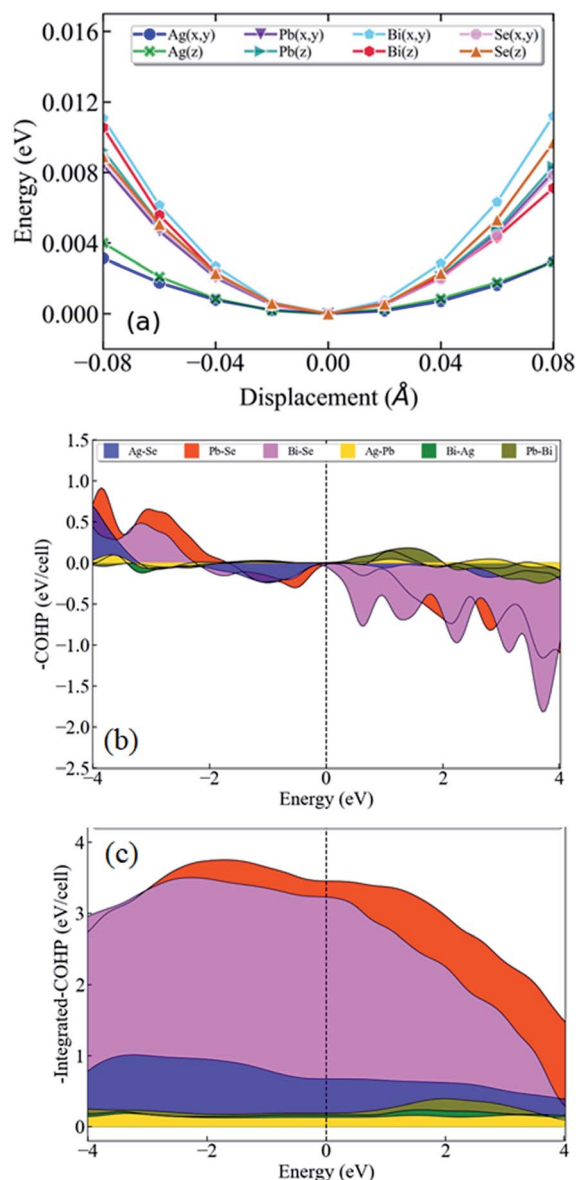 0.016
Ag(x,y) Pb(x,y) Bi(x,y) Se(x,y)
Ag(z) Pb(z) Bi(z) Se(z)
0.012
0.008
0.004
0.000
Energy (eV)
(a)
−0.08 −0.04 0.00 0.04 0.08
Displacement (Å)
1.5
Ag-Se Pb-Se Bi-Se Ag-Pb Bi-Ag Pb-Bi
1.0
0.5
0.0
−0.5
−1.0
−1.5
−2.0
−2.5
-COHP (eV/cell)
(b)
−4 −2 0 2 4
Energy (eV)
(c)
4
3
2
1
0
-Integrated-COHP (eV/cell)
−4 −2 0 2 4
Energy (eV)